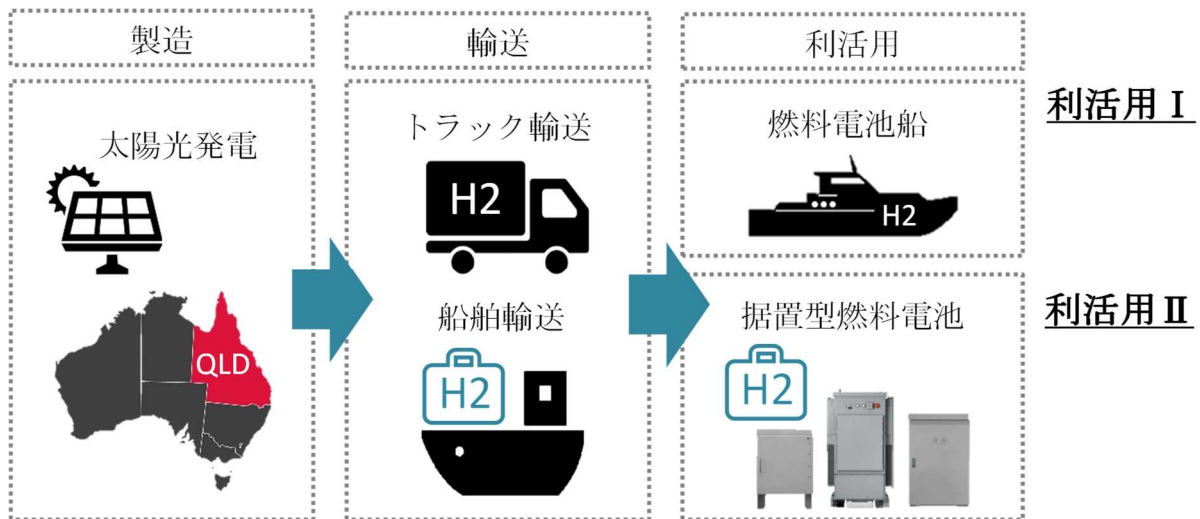 製造
輸送
利活用
太陽光発電
QLD
トラック輸送
H2
船舶輸送
H2
燃料電池船
H2
据置型燃料電池
H2
利活用Ⅰ
利活用Ⅱ